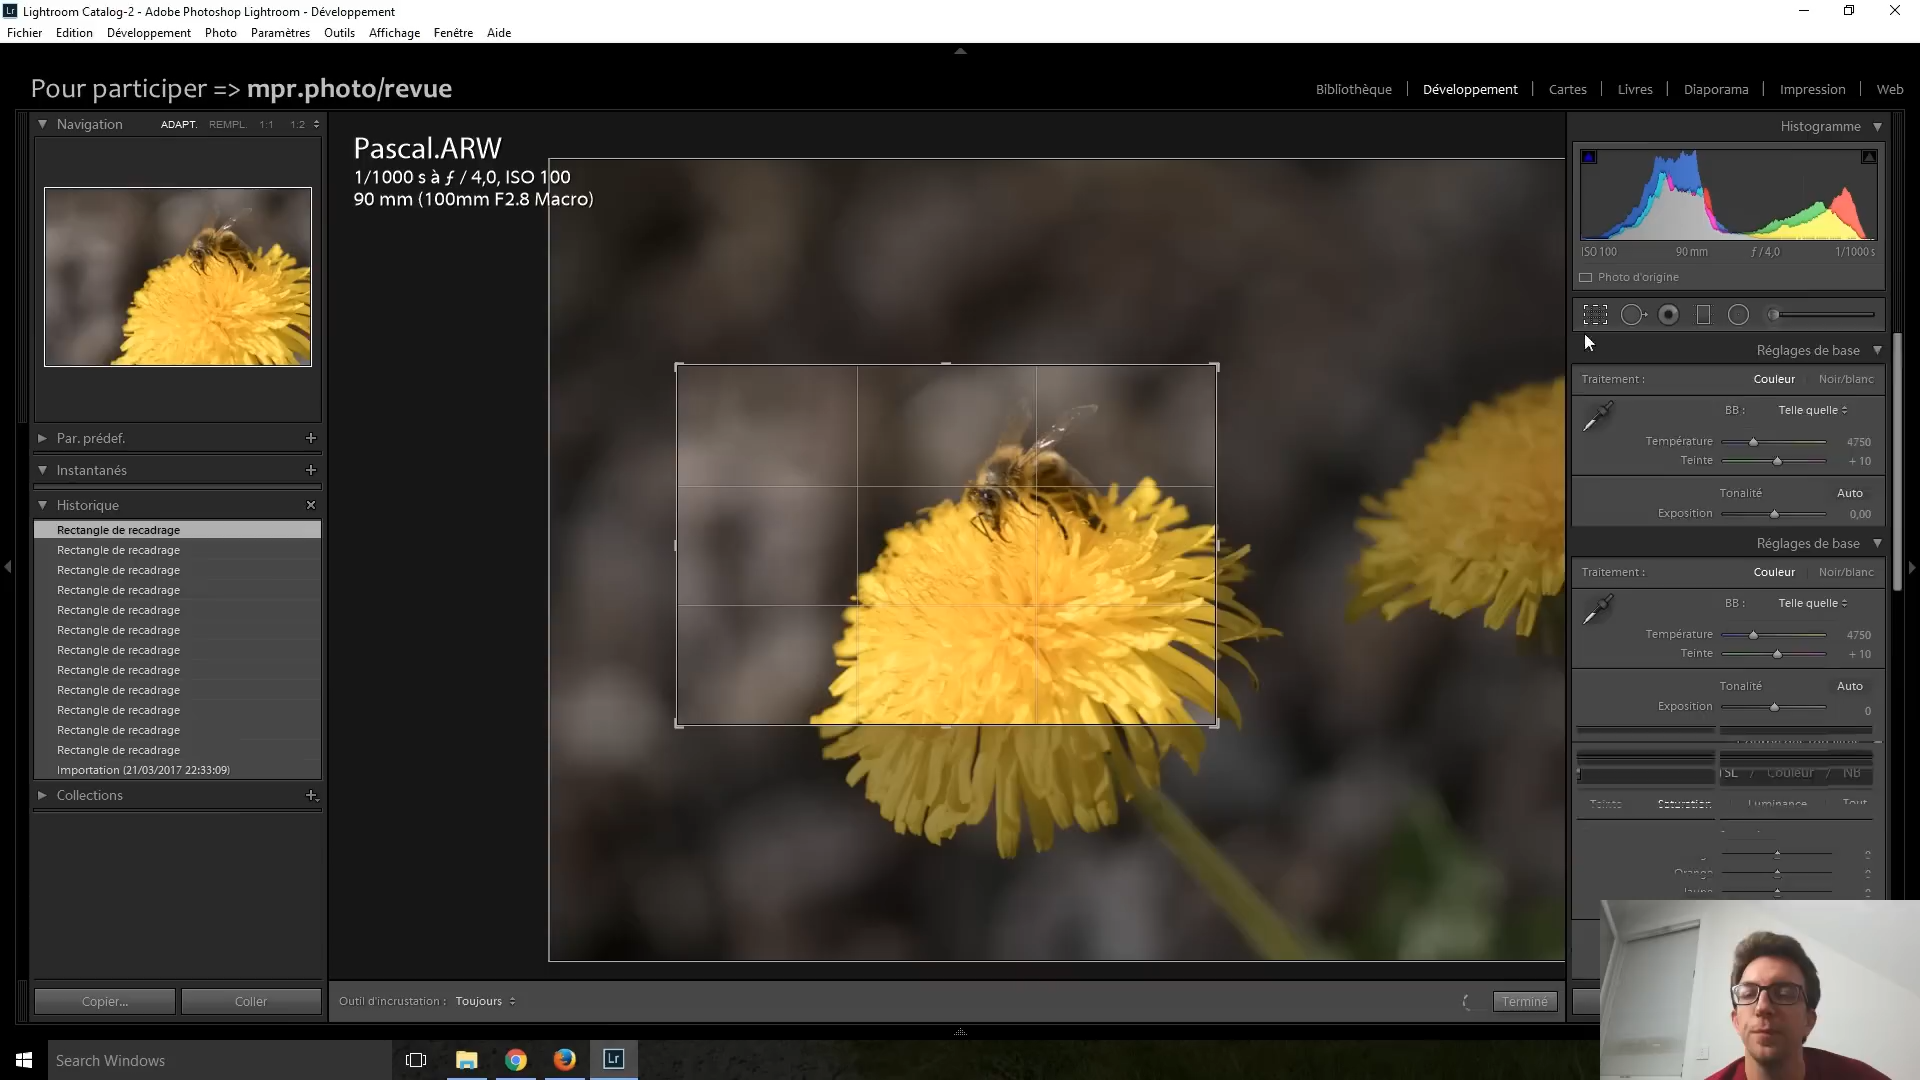 Lightroom Catalog-2 - Adobe Photoshop Lightroom - Développement
Fichier Edition Développement Photo Paramètres Outils Affichage Fenêtre Aide
Pour participer => mpr.photo/revue
Bibliothèque | Développement | Cartes | Livres | Diaporama | Impression | Web
Navigation ADAPT. REMPL. 1:1 1:2
Pascal.ARW
1/1000 s à ƒ / 4,0, ISO 100
90 mm (100mm F2.8 Macro)
Par. prédef.
Instantanés
Historique
Rectangle de recadrage
Rectangle de recadrage
Rectangle de recadrage
Rectangle de recadrage
Rectangle de recadrage
Rectangle de recadrage
Rectangle de recadrage
Rectangle de recadrage
Rectangle de recadrage
Rectangle de recadrage
Rectangle de recadrage
Rectangle de recadrage
Importation (21/03/2017 22:33:09)
Collections
Copier... Coller
Outil d'incrustation : Toujours
Terminé
Histogramme
ISO 100 90 mm ƒ / 4,0 1/1000 s
Photo d'origine
Réglages de base
Traitement : Couleur | Noir/blanc
BB : Telle quelle
Température 4750
Teinte + 10
Tonalité Auto
Exposition 0,00
Réglages de base
Traitement : Couleur | Noir/blanc
BB : Telle quelle
Température 4750
Teinte + 10
Tonalité Auto
Exposition 0
/ Couleur / NB
Teinte Saturation Luminance Tout
Orange
Search Windows
Lr